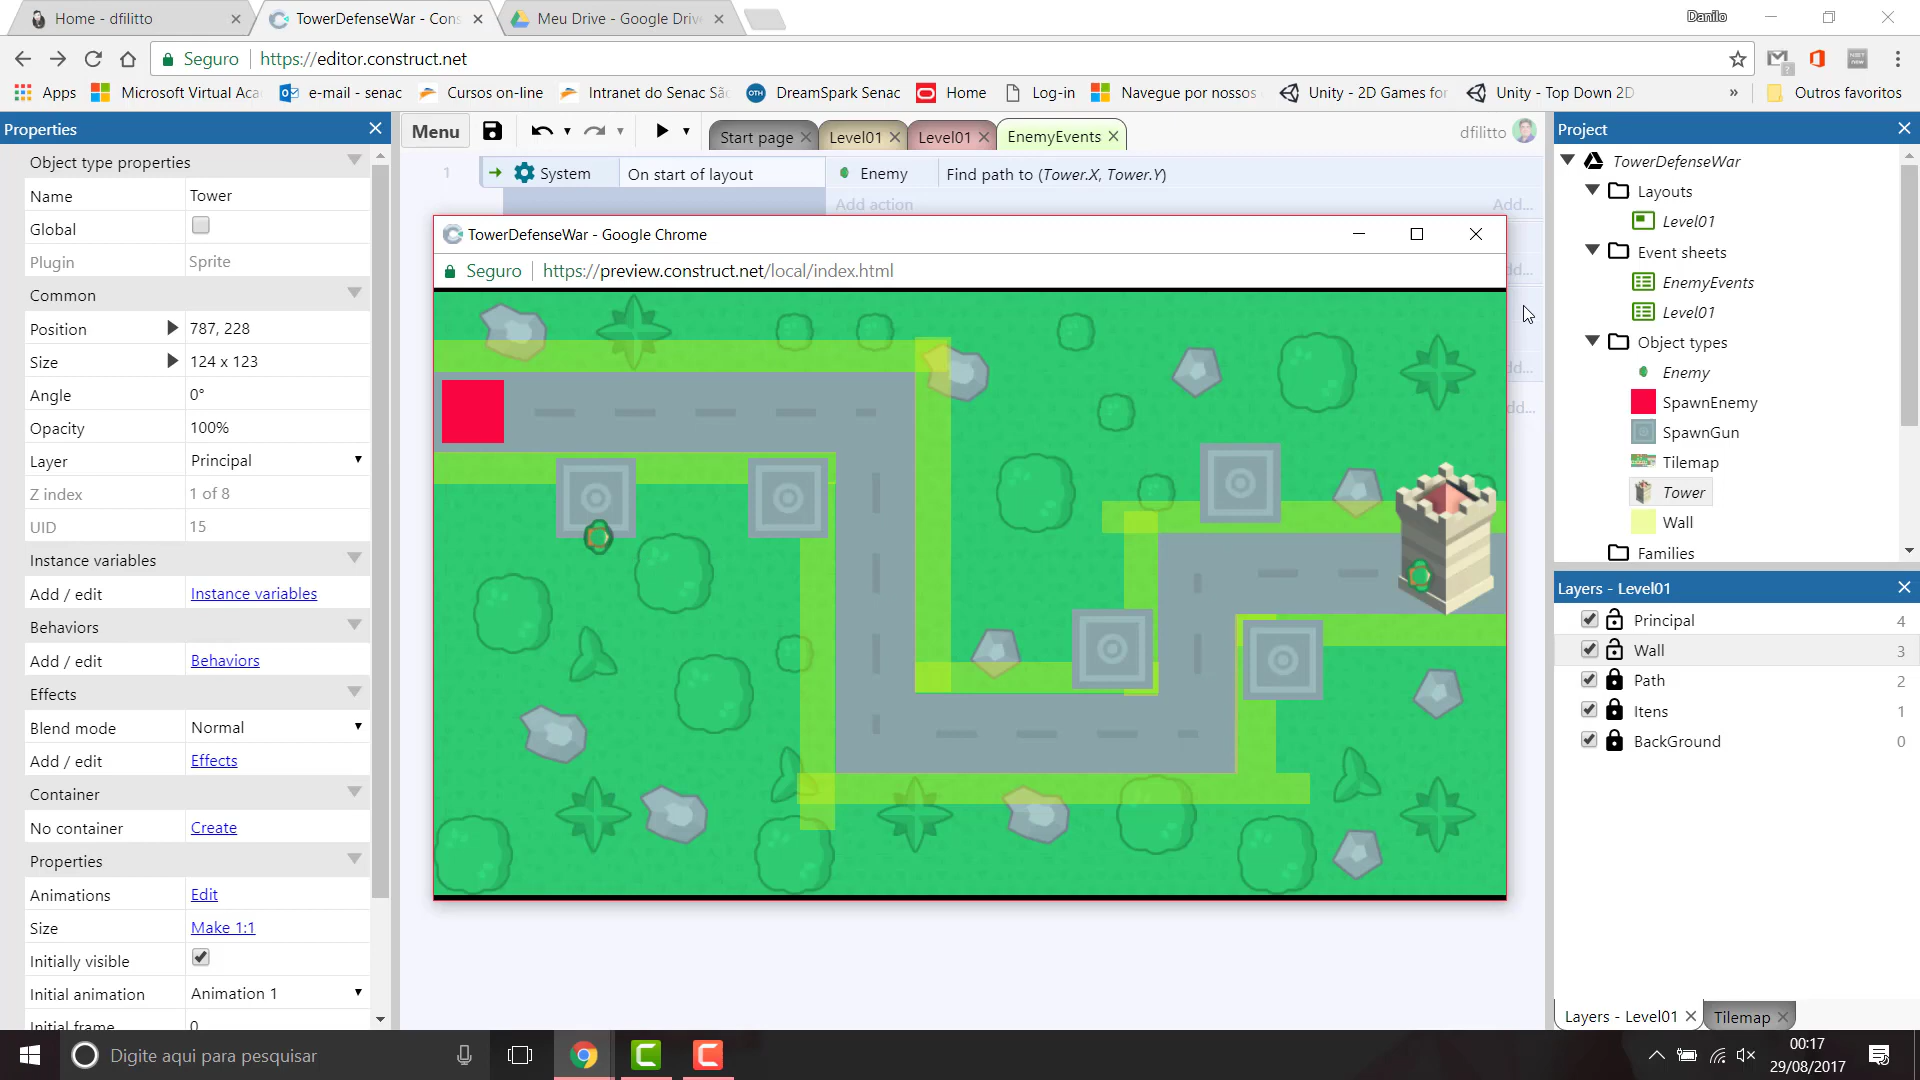 Home - dfilitto
TowerDefenseWar - Cons
Meu Drive - Google Driv
Danilo
Seguro
https://editor.construct.net
Apps
Microsoft Virtual Aca
e-mail - senac
Cursos on-line
Intranet do Senac Sã
DreamSpark Senac
Home
Log-in
Navegue por nossos
Unity - 2D Games for
Unity - Top Down 2D
»
Outros favoritos
Properties
Menu
Start page
Level01
Level01
EnemyEvents
dfilitto
Project
Object type properties
Name
Tower
Global
Plugin
Sprite
Common
Position
787, 228
Size
124 x 123
Angle
0°
Opacity
100%
Layer
Principal
Z index
1 of 8
UID
15
Instance variables
Add / edit
Instance variables
Behaviors
Add / edit
Behaviors
Effects
Blend mode
Normal
Add / edit
Effects
Container
No container
Create
Properties
Animations
Edit
Size
Make 1:1
Initially visible
Initial animation
Animation 1
Initial frame
0
1
System
On start of layout
Enemy
Find path to (Tower.X, Tower.Y)
Add action
Add...
TowerDefenseWar - Google Chrome
Seguro
https://preview.construct.net/local/index.html
TowerDefenseWar
Layouts
Level01
Event sheets
EnemyEvents
Level01
Object types
Enemy
SpawnEnemy
SpawnGun
Tilemap
Tower
Wall
Families
Layers - Level01
Principal
4
Wall
3
Path
2
Itens
1
BackGround
0
Layers - Level01
Tilemap
Digite aqui para pesquisar
00:17
29/08/2017